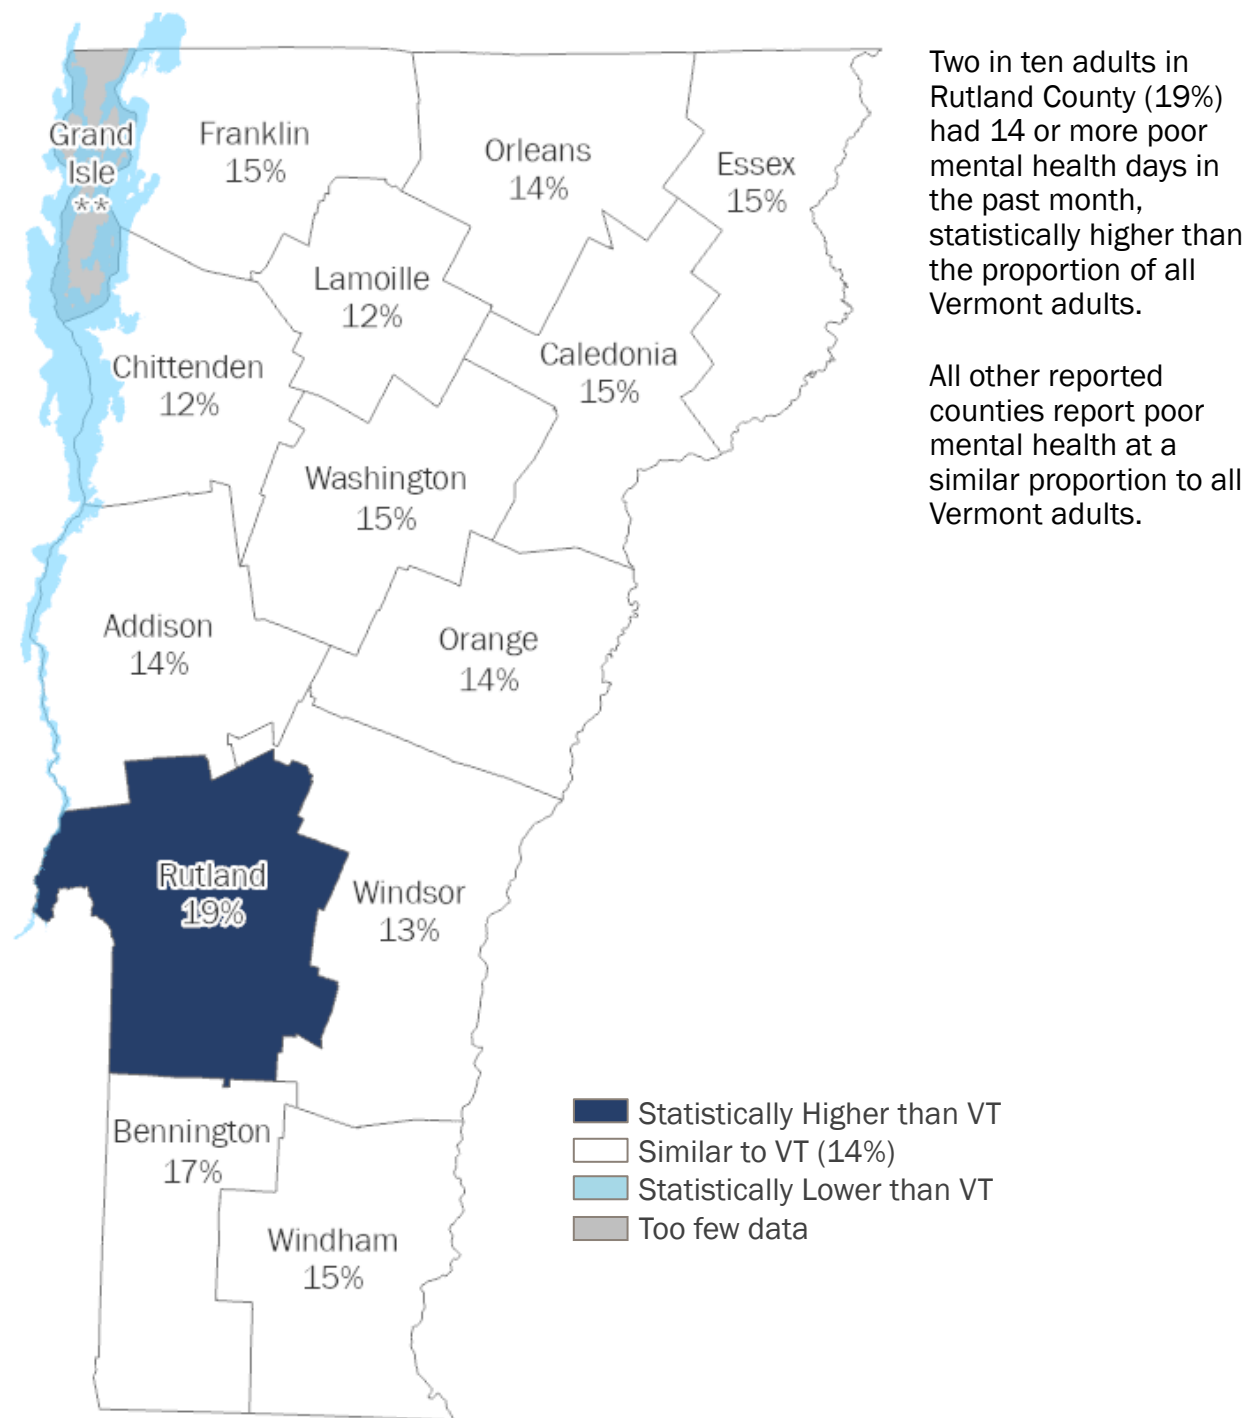 Two in ten adults in
Rutland County (19%)
had 14 or more poor
mental health days in
the past month,
statistically higher than
the proportion of all
Vermont adults.
All other reported
counties report poor
mental health at a
similar proportion to all
Vermont adults.
Grand
Isle
**
Franklin
15%
Orleans
14%
Essex
15%
Lamoille
12%
Chittenden
12%
Caledonia
15%
Washington
15%
Addison
14%
Orange
14%
Rutland
19%
Windsor
13%
Bennington
17%
Windham
15%
Statistically Higher than VT
Similar to VT (14%)
Statistically Lower than VT
Too few data